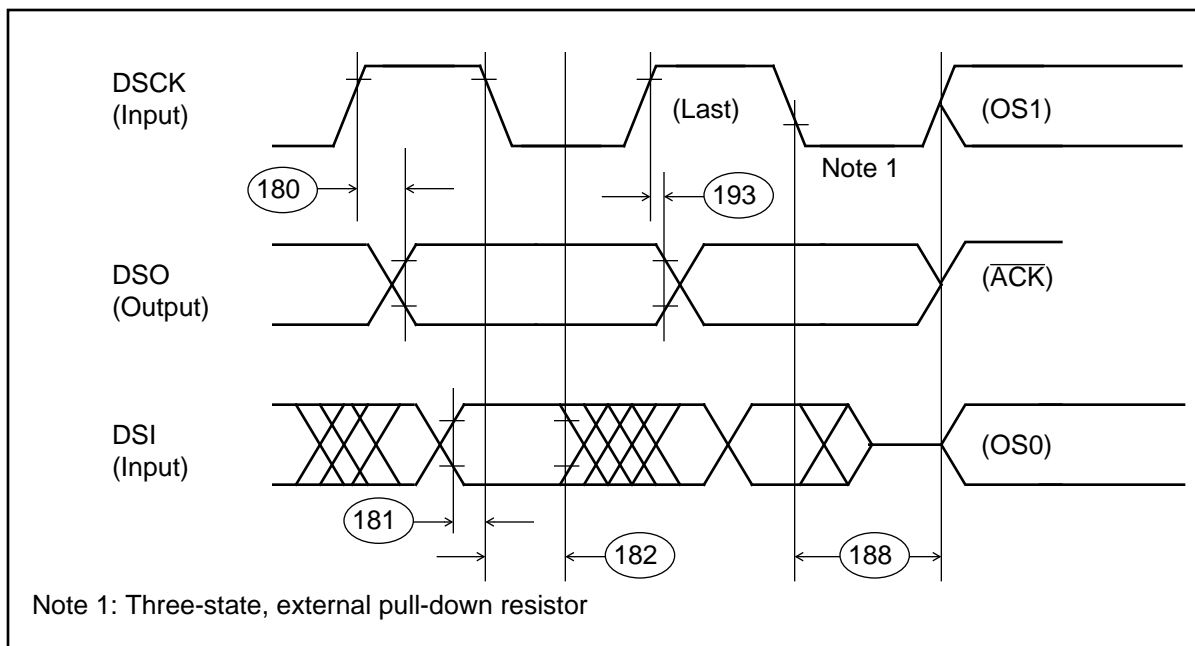 DSCK
(Input)
(Last)
(OS1)
Note 1
180
193
DSO
(Output)
(A̅C̅K̅)
DSI
(Input)
(OS0)
181
182
188
Note 1: Three-state, external pull-down resistor